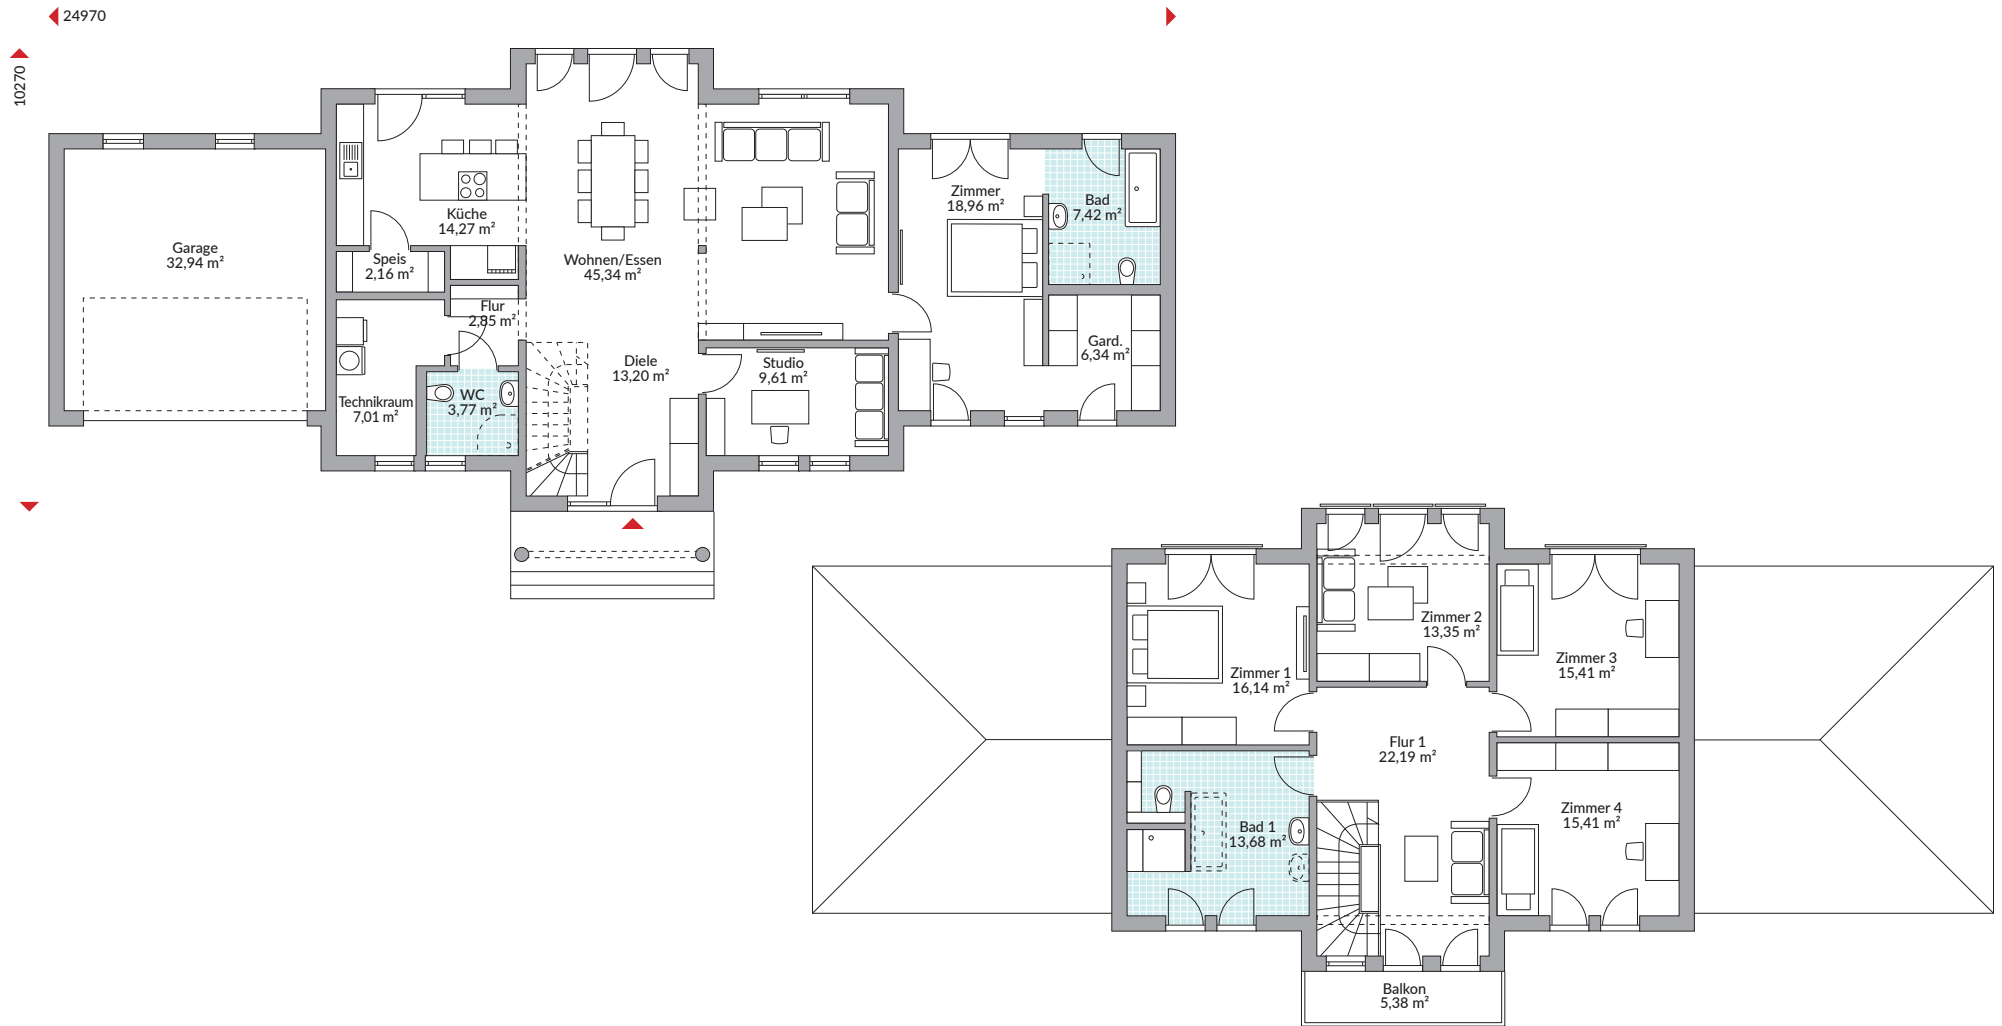 24970
10270
Garage
32,94 m²
Küche
14,27 m²
Speis
2,16 m²
Flur
2,85 m²
Technikraum
7,01 m²
WC
3,77 m²
Wohnen/Essen
45,34 m²
Diele
13,20 m²
Studio
9,61 m²
Zimmer
18,96 m²
Bad
7,42 m²
Gard.
6,34 m²
Zimmer 1
16,14 m²
Zimmer 2
13,35 m²
Zimmer 3
15,41 m²
Flur 1
22,19 m²
Bad 1
13,68 m²
Zimmer 4
15,41 m²
Balkon
5,38 m²